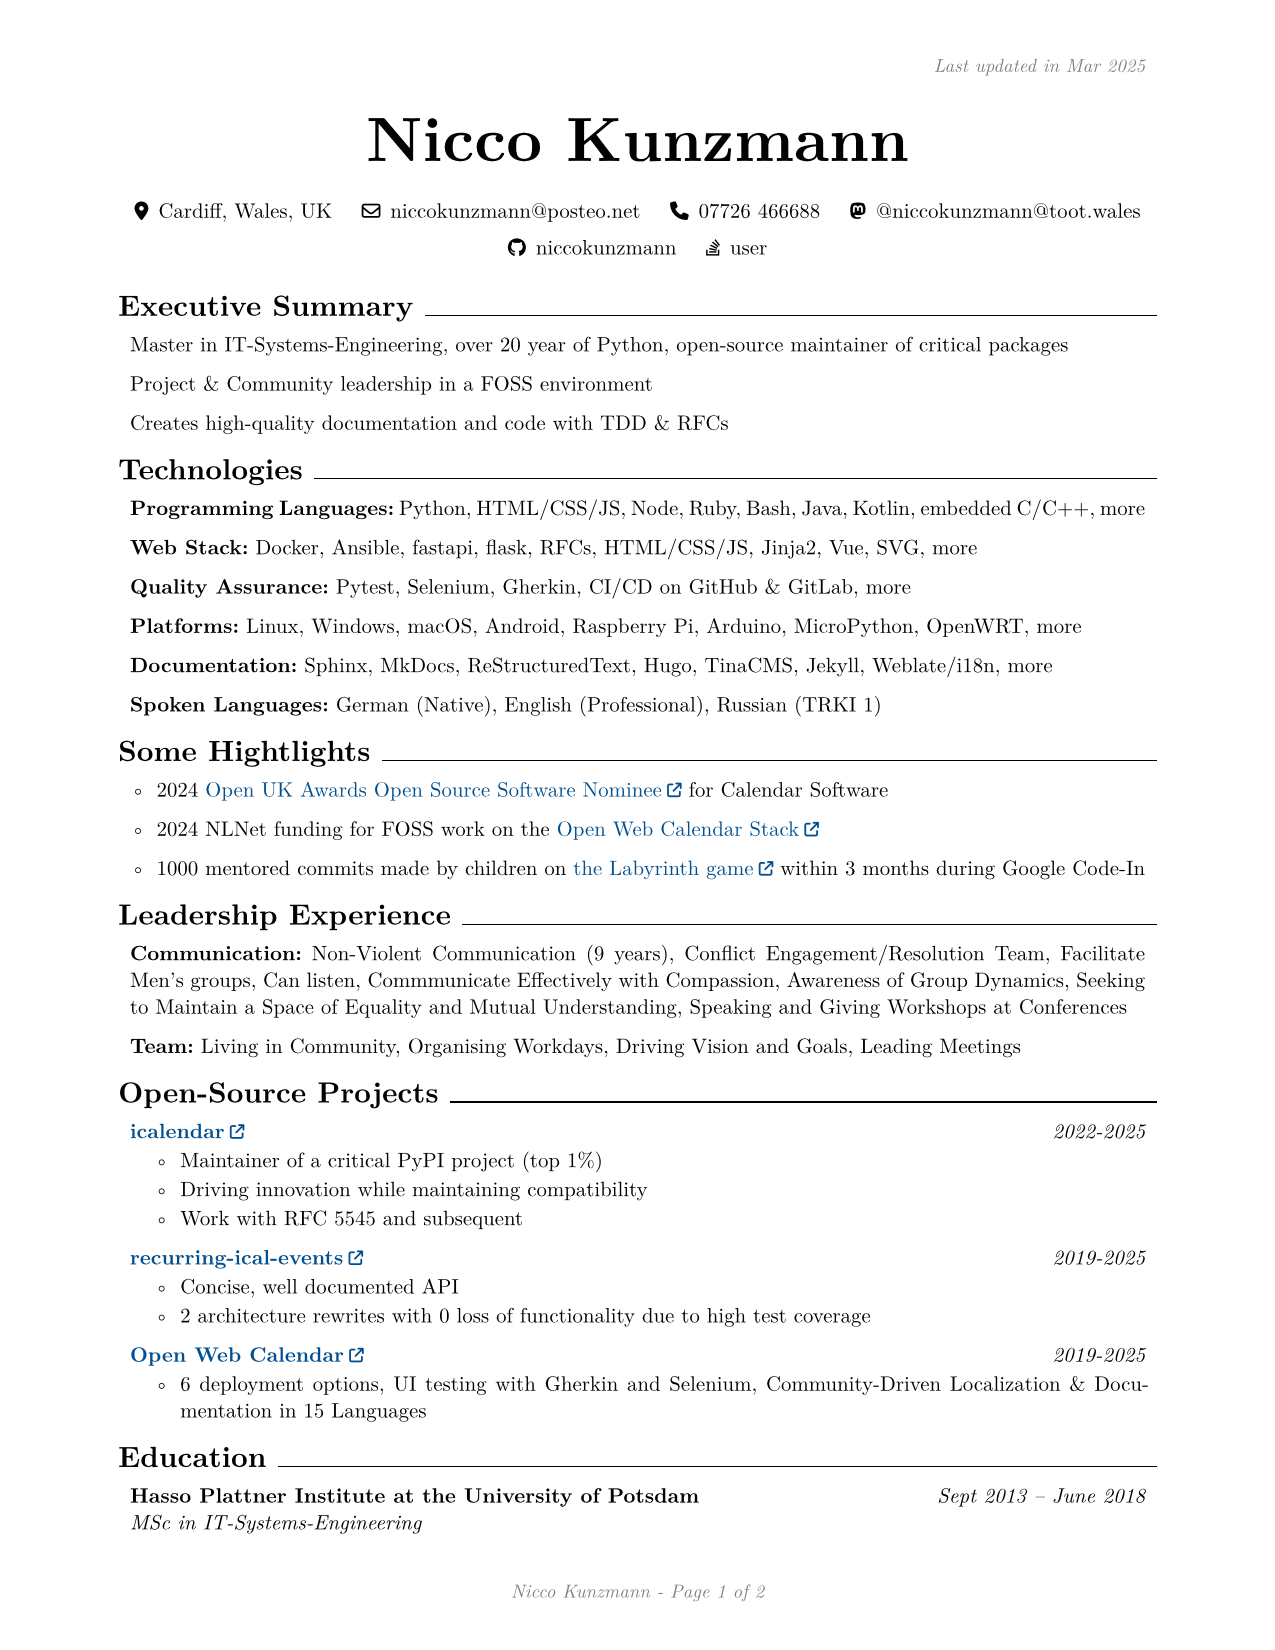 Last updated in Mar 2025
Nicco Kunzmann
Cardiff, Wales, UK niccokunzmann@posteo.net 07726 466688 @niccokunzmann@toot.wales
niccokunzmann user
Executive Summary
Master in IT-Systems-Engineering, over 20 year of Python, open-source maintainer of critical packages
Project & Community leadership in a FOSS environment
Creates high-quality documentation and code with TDD & RFCs
Technologies
Programming Languages: Python, HTML/CSS/JS, Node, Ruby, Bash, Java, Kotlin, embedded C/C++, more
Web Stack: Docker, Ansible, fastapi, flask, RFCs, HTML/CSS/JS, Jinja2, Vue, SVG, more
Quality Assurance: Pytest, Selenium, Gherkin, CI/CD on GitHub & GitLab, more
Platforms: Linux, Windows, macOS, Android, Raspberry Pi, Arduino, MicroPython, OpenWRT, more
Documentation: Sphinx, MkDocs, ReStructuredText, Hugo, TinaCMS, Jekyll, Weblate/i18n, more
Spoken Languages: German (Native), English (Professional), Russian (TRKI 1)
Some Hightlights
◦ 2024 Open UK Awards Open Source Software Nominee for Calendar Software
◦ 2024 NLNet funding for FOSS work on the Open Web Calendar Stack
◦ 1000 mentored commits made by children on the Labyrinth game within 3 months during Google Code-In
Leadership Experience
Communication: Non-Violent Communication (9 years), Conflict Engagement/Resolution Team, Facilitate
Men's groups, Can listen, Commmunicate Effectively with Compassion, Awareness of Group Dynamics, Seeking
to Maintain a Space of Equality and Mutual Understanding, Speaking and Giving Workshops at Conferences
Team: Living in Community, Organising Workdays, Driving Vision and Goals, Leading Meetings
Open-Source Projects
icalendar 2022-2025
◦ Maintainer of a critical PyPI project (top 1%)
◦ Driving innovation while maintaining compatibility
◦ Work with RFC 5545 and subsequent
recurring-ical-events 2019-2025
◦ Concise, well documented API
◦ 2 architecture rewrites with 0 loss of functionality due to high test coverage
Open Web Calendar 2019-2025
◦ 6 deployment options, UI testing with Gherkin and Selenium, Community-Driven Localization & Docu-
mentation in 15 Languages
Education
Hasso Plattner Institute at the University of Potsdam Sept 2013 – June 2018
MSc in IT-Systems-Engineering
Nicco Kunzmann - Page 1 of 2